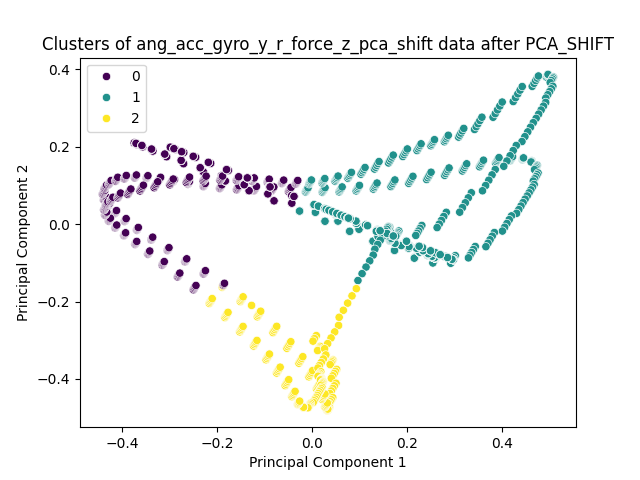 Clusters of ang_acc_gyro_y_r_force_z_pca_shift data after PCA_SHIFT
0
1
2
0.4
0.2
0.0
−0.2
−0.4
Principal Component 2
−0.4 −0.2 0.0 0.2 0.4
Principal Component 1